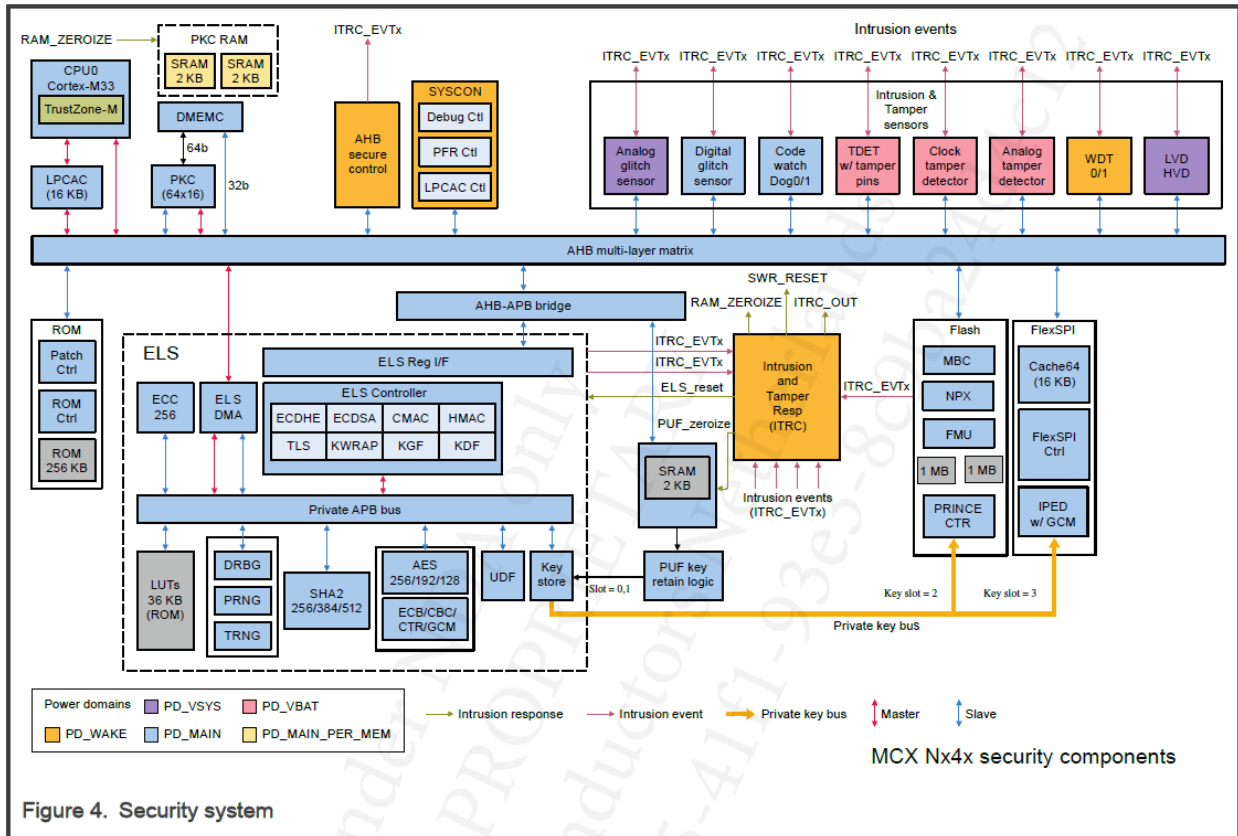 Intrusion events
RAM_ZEROIZE
PKC RAM
SRAM
2 KB
SRAM
2 KB
ITRC_EVTx
ITRC_EVTx
ITRC_EVTx
ITRC_EVTx
ITRC_EVTx
ITRC_EVTx
ITRC_EVTx
ITRC_EVTx
ITRC_EVTx
CPU0
Cortex-M33
TrustZone-M
DMEMC
64b
32b
LPCAC
(16 KB)
PKC
(64x16)
AHB
secure
control
SYSCON
Debug Ctl
PFR Ctl
LPCAC Ctl
Intrusion &
Tamper
sensors
Analog
glitch
sensor
Digital
glitch
sensor
Code
watch
Dog0/1
TDET
w/ tamper
pins
Clock
tamper
detector
Analog
tamper
detector
WDT
0/1
LVD
HVD
AHB multi-layer matrix
SWR_RESET
RAM_ZEROIZE
ITRC_OUT
AHB-APB bridge
ROM
Patch
Ctrl
ROM
Ctrl
ROM
256 KB
ELS
ELS Reg I/F
ECC
256
ELS
DMA
ELS Controller
ECDHE
ECDSA
CMAC
HMAC
TLS
KWRAP
KGF
KDF
Private APB bus
LUTs
36 KB
(ROM)
DRBG
PRNG
TRNG
SHA2
256/384/512
AES
256/192/128
ECB/CBC/
CTR/GCM
UDF
Key
store
ITRC_EVTx
ITRC_EVTx
ELS_reset
PUF_zeroize
Intrusion
and
Tamper
Resp
(ITRC)
ITRC_EVTx
SRAM
2 KB
Intrusion events
(ITRC_EVTx)
PUF key
retain logic
Slot = 0,1
Flash
MBC
NPX
FMU
1 MB
1 MB
PRINCE
CTR
FlexSPI
Cache64
(16 KB)
FlexSPI
Ctrl
IPED
w/ GCM
Key slot = 2
Key slot = 3
Private key bus
Power domains
PD_VSYS
PD_VBAT
PD_WAKE
PD_MAIN
PD_MAIN_PER_MEM
Intrusion response
Intrusion event
Private key bus
Master
Slave
MCX Nx4x security components
Figure 4. Security system